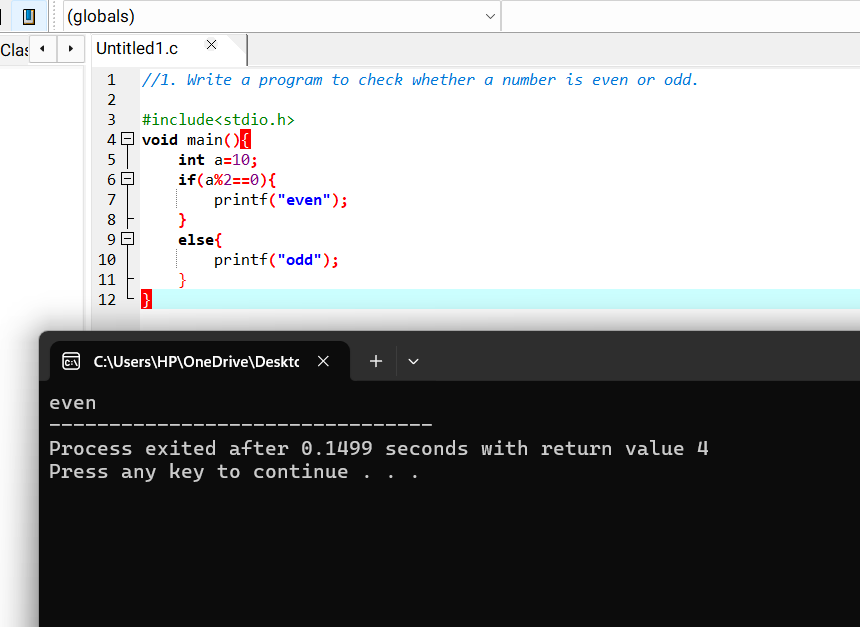 (globals)
Clas
Untitled1.c
1 //1. Write a program to check whether a number is even or odd.
2
3 #include<stdio.h>
4 void main(){
5 int a=10;
6 if(a%2==0){
7 printf("even");
8 }
9 else{
10 printf("odd");
11 }
12 }
C:\Users\HP\OneDrive\Deskto
even
--------------------------------
Process exited after 0.1499 seconds with return value 4
Press any key to continue . . .